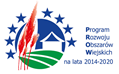 Program
Rozwoju
Obszarów
Wiejskich
na lata 2014-2020